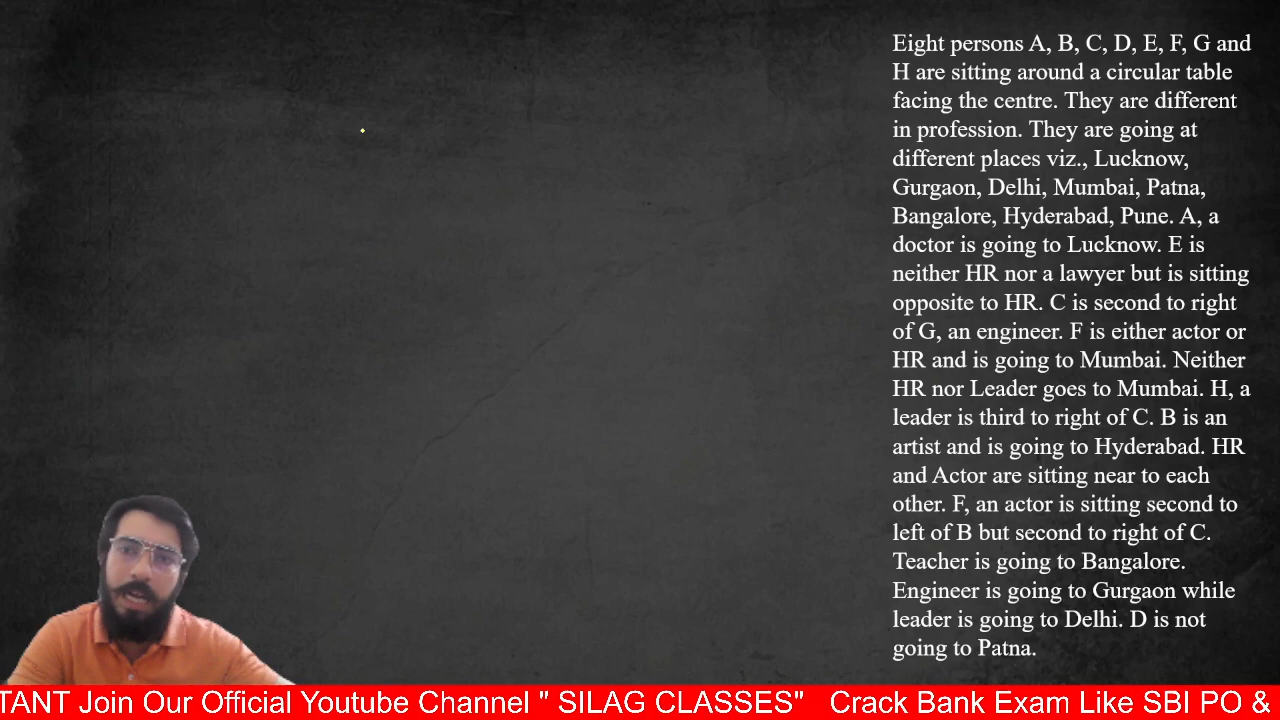 Eight persons A, B, C, D, E, F, G and
H are sitting around a circular table
facing the centre. They are different
in profession. They are going at
different places viz., Lucknow,
Gurgaon, Delhi, Mumbai, Patna,
Bangalore, Hyderabad, Pune. A, a
doctor is going to Lucknow. E is
neither HR nor a lawyer but is sitting
opposite to HR. C is second to right
of G, an engineer. F is either actor or
HR and is going to Mumbai. Neither
HR nor Leader goes to Mumbai. H, a
leader is third to right of C. B is an
artist and is going to Hyderabad. HR
and Actor are sitting near to each
other. F, an actor is sitting second to
left of B but second to right of C.
Teacher is going to Bangalore.
Engineer is going to Gurgaon while
leader is going to Delhi. D is not
going to Patna.
TANT Join Our Official Youtube Channel " SILAG CLASSES" Crack Bank Exam Like SBI PO &